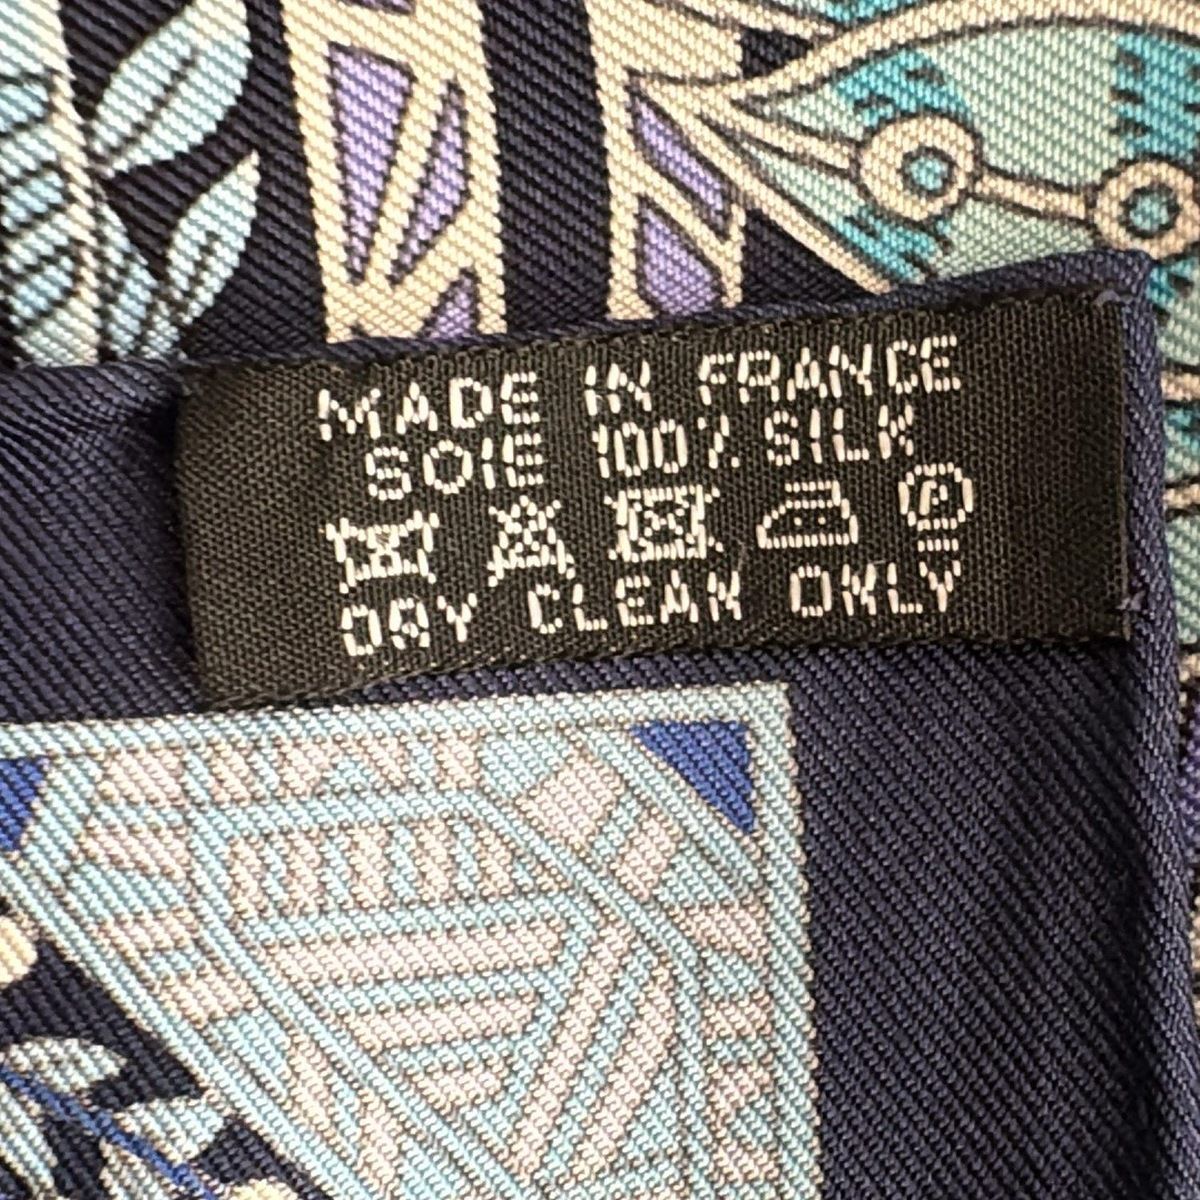 MADE IN FRANCE
SOIE 100% SILK
P
DRY CLEAN ONLY